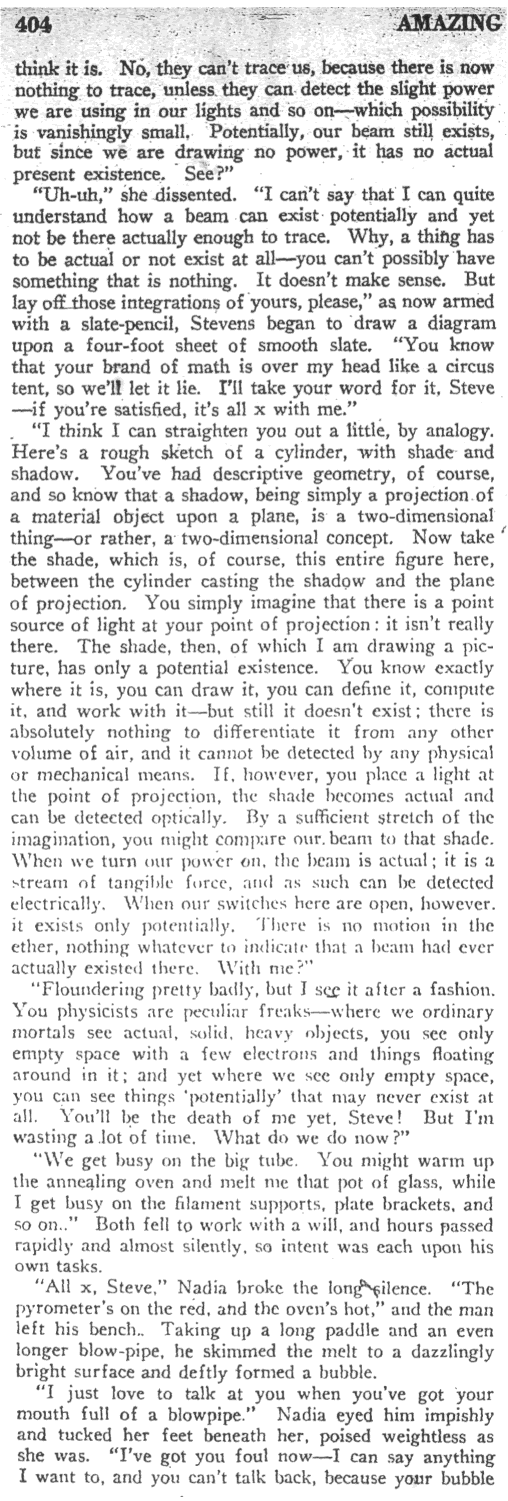 404 AMAZING
think it is. No, they can't trace us, because there is now
nothing to trace, unless they can detect the slight power
we are using in our lights and so on—which possibility
is vanishingly small. Potentially, our beam still exists,
but since we are drawing no power, it has no actual
present existence. See?"
"Uh-uh," she dissented. "I can't say that I can quite
understand how a beam can exist potentially and yet
not be there actually enough to trace. Why, a thing has
to be actual or not exist at all—you can't possibly have
something that is nothing. It doesn't make sense. But
lay off those integrations of yours, please," as now armed
with a slate-pencil, Stevens began to draw a diagram
upon a four-foot sheet of smooth slate. "You know
that your brand of math is over my head like a circus
tent, so we'll let it lie. I'll take your word for it, Steve
—if you're satisfied, it's all x with me."
"I think I can straighten you out a little, by analogy.
Here's a rough sketch of a cylinder, with shade and
shadow. You've had descriptive geometry, of course,
and so know that a shadow, being simply a projection of
a material object upon a plane, is a two-dimensional
thing—or rather, a two-dimensional concept. Now take
the shade, which is, of course, this entire figure here,
between the cylinder casting the shadow and the plane
of projection. You simply imagine that there is a point
source of light at your point of projection: it isn't really
there. The shade, then, of which I am drawing a pic-
ture, has only a potential existence. You know exactly
where it is, you can draw it, you can define it, compute
it, and work with it—but still it doesn't exist; there is
absolutely nothing to differentiate it from any other
volume of air, and it cannot be detected by any physical
or mechanical means. If, however, you place a light at
the point of projection, the shade becomes actual and
can be detected optically. By a sufficient stretch of the
imagination, you might compare our beam to that shade.
When we turn our power on, the beam is actual; it is a
stream of tangible force, and as such can be detected
electrically. When our switches here are open, however,
it exists only potentially. There is no motion in the
ether, nothing whatever to indicate that a beam had ever
actually existed there. With me?"
"Floundering pretty badly, but I see it after a fashion.
You physicists are peculiar freaks—where we ordinary
mortals see actual, solid, heavy objects, you see only
empty space with a few electrons and things floating
around in it; and yet where we see only empty space,
you can see things 'potentially' that may never exist at
all. You'll be the death of me yet, Steve! But I'm
wasting a lot of time. What do we do now?"
"We get busy on the big tube. You might warm up
the annealing oven and melt me that pot of glass, while
I get busy on the filament supports, plate brackets, and
so on.." Both fell to work with a will, and hours passed
rapidly and almost silently, so intent was each upon his
own tasks.
"All x, Steve," Nadia broke the long silence. "The
pyrometer's on the red, and the oven's hot," and the man
left his bench.. Taking up a long paddle and an even
longer blow-pipe, he skimmed the melt to a dazzlingly
bright surface and deftly formed a bubble.
"I just love to talk at you when you've got your
mouth full of a blowpipe." Nadia eyed him impishly
and tucked her feet beneath her, poised weightless as
she was. "I've got you foul now—I can say anything
I want to, and you can't talk back, because your bubble